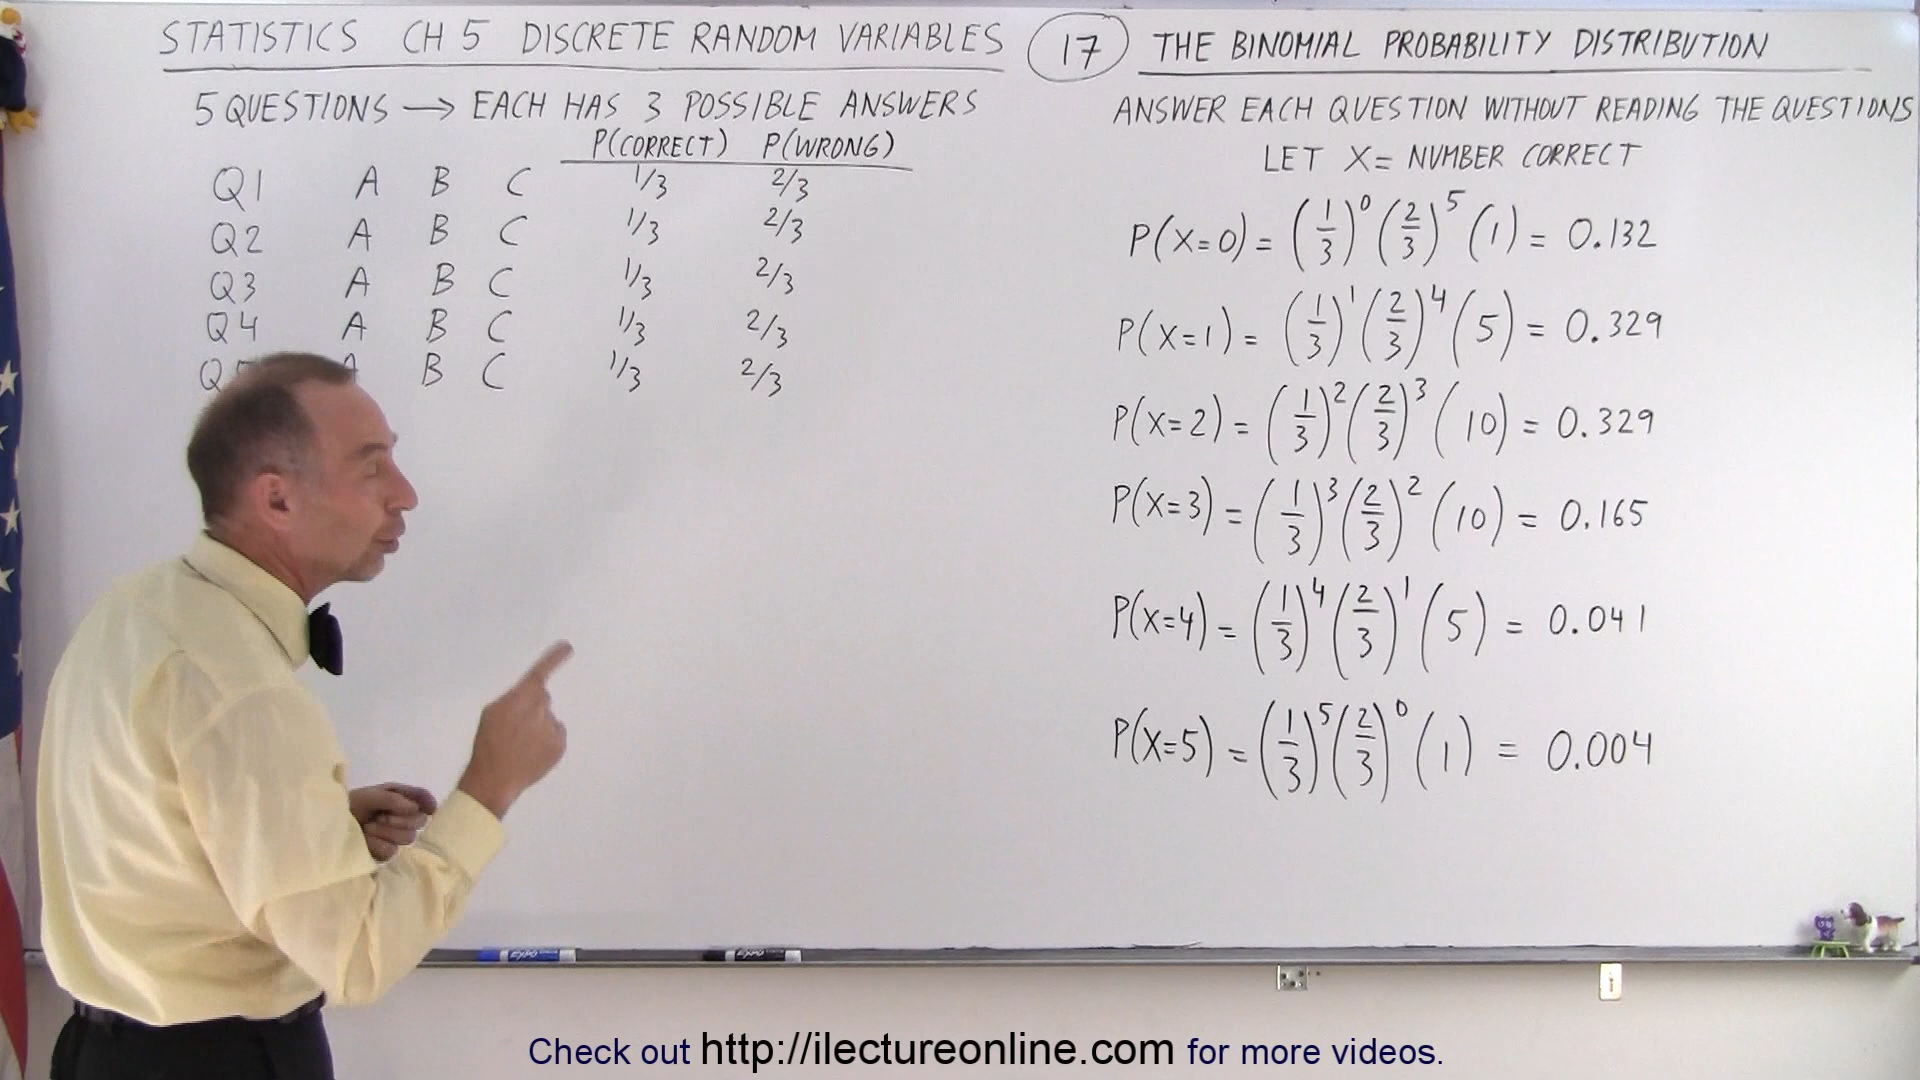 STATISTICS CH 5 DISCRETE RANDOM VARIABLES 17 THE BINOMIAL PROBABILITY DISTRIBUTION
5 QUESTIONS → EACH HAS 3 POSSIBLE ANSWERS
P(CORRECT) P(WRONG)
Q1 A B C 1/3 2/3
Q2 A B C 1/3 2/3
Q3 A B C 1/3 2/3
Q4 A B C 1/3 2/3
Q5 A B C 1/3 2/3
ANSWER EACH QUESTION WITHOUT READING THE QUESTIONS
LET X = NUMBER CORRECT
P(X=0) = (1/3)^0 (2/3)^5 (1) = 0.132
P(X=1) = (1/3)^1 (2/3)^4 (5) = 0.329
P(X=2) = (1/3)^2 (2/3)^3 (10) = 0.329
P(X=3) = (1/3)^3 (2/3)^2 (10) = 0.165
P(X=4) = (1/3)^4 (2/3)^1 (5) = 0.041
P(X=5) = (1/3)^5 (2/3)^0 (1) = 0.004
EXPO EXPO
Check out http://ilectureonline.com for more videos.